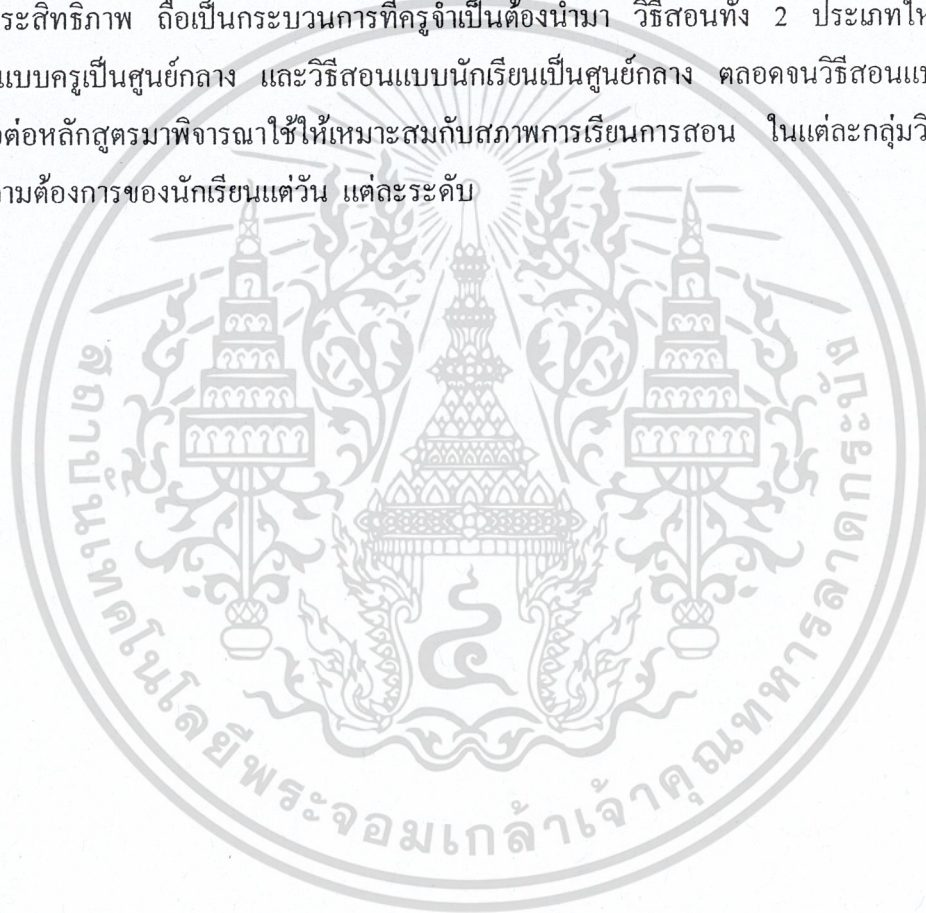 ระสิทธิภาพ ถือเป็นกระบวนการที่ครูจำเป็นต้องนำมา วิธีสอนทั้ง 2 ประเภทให
แบบครูเป็นศูนย์กลาง และวิธีสอนแบบนักเรียนเป็นศูนย์กลาง ตลอดจนวิธีสอนแบ
ต่อหลักสูตรมาพิจารณาใช้ให้เหมาะสมกับสภาพการเรียนการสอน ในแต่ละกลุ่มวิ
ามต้องการของนักเรียนแต่วัน แต่ละระดับ
สถาบันเทคโนโลยีพระจอมเกล้าเจ้าคุณทหารลาดกระบัง